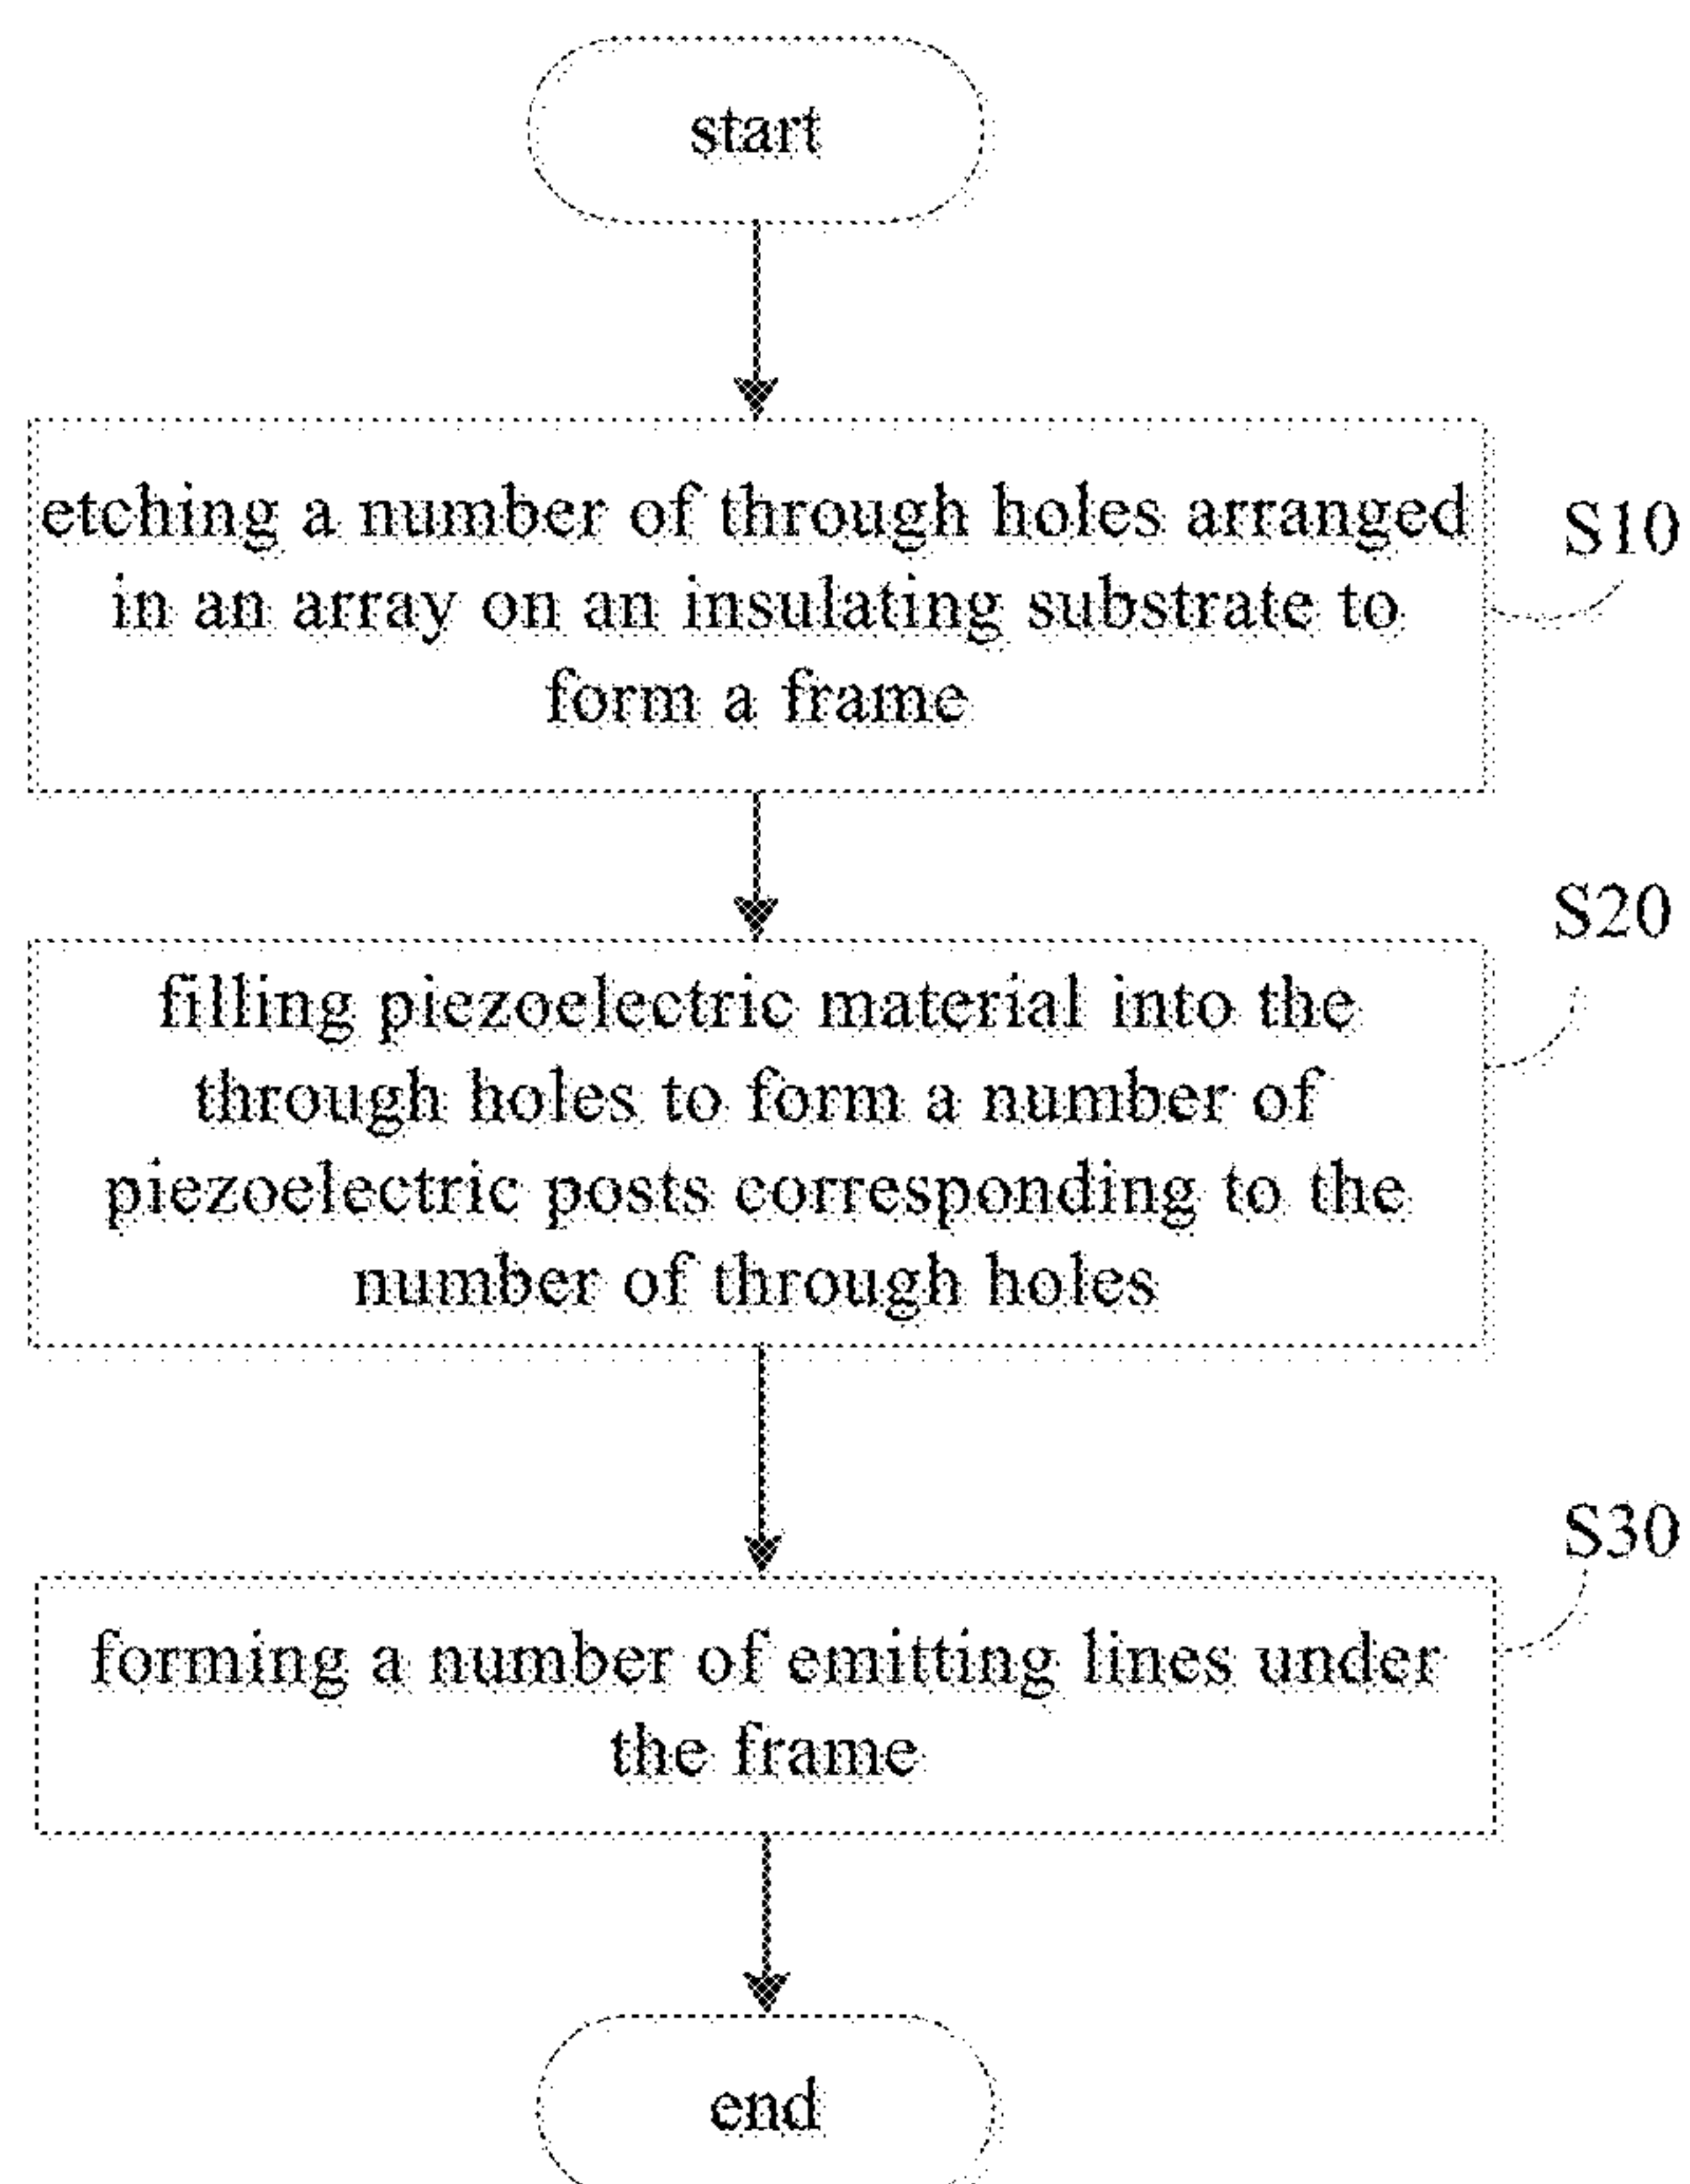 start
etching a number of through holes arranged
in an array on an insulating substrate to
form a frame
S10
S20
filling piezoelectric material into the
through holes to form a number of
piezoelectric posts corresponding to the
number of through holes
S30
forming a number of emitting lines under
the frame
end